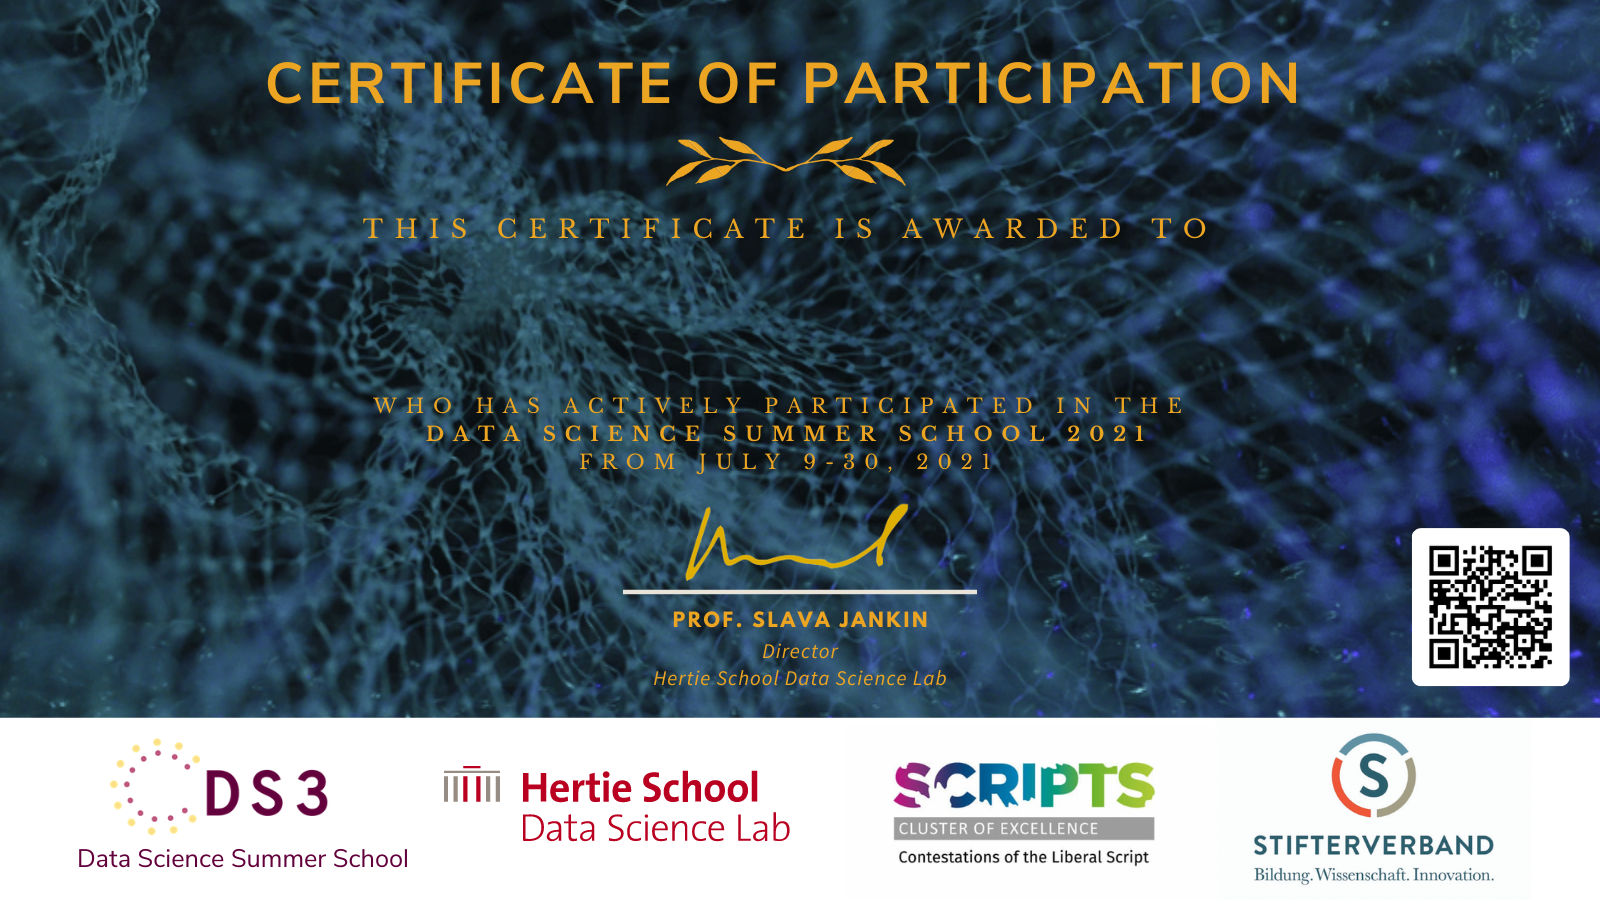 CERTIFICATE OF PARTICIPATION
THIS CERTIFICATE IS AWARDED TO
WHO HAS ACTIVELY PARTICIPATED IN THE
DATA SCIENCE SUMMER SCHOOL 2021
FROM JULY 9-30, 2021
PROF. SLAVA JANKIN
Director
Hertie School Data Science Lab
DS3
Data Science Summer School
Hertie School
Data Science Lab
SCRIPTS
CLUSTER OF EXCELLENCE
Contestations of the Liberal Script
S
STIFTERVERBAND
Bildung. Wissenschaft. Innovation.